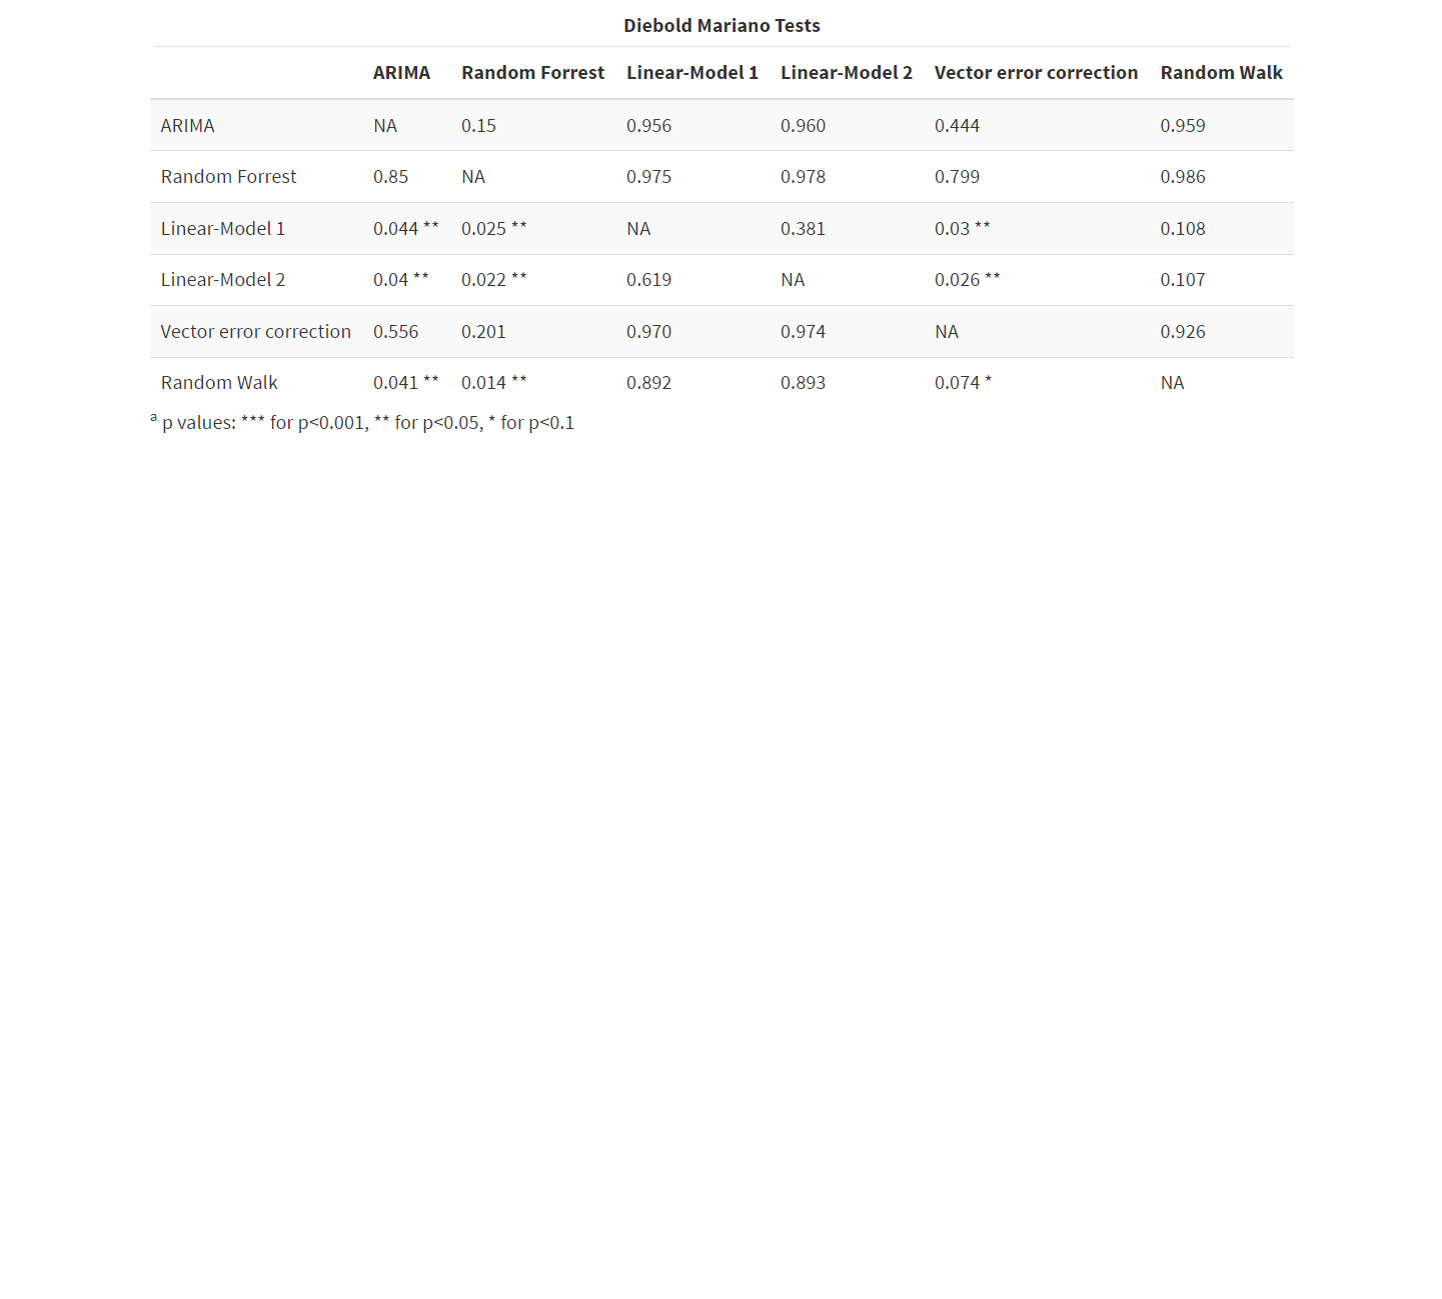 Diebold Mariano Tests
ARIMA Random Forrest Linear-Model 1 Linear-Model 2 Vector error correction Random Walk
ARIMA NA 0.15 0.956 0.960 0.444 0.959
Random Forrest 0.85 NA 0.975 0.978 0.799 0.986
Linear-Model 1 0.044 ** 0.025 ** NA 0.381 0.03 ** 0.108
Linear-Model 2 0.04 ** 0.022 ** 0.619 NA 0.026 ** 0.107
Vector error correction 0.556 0.201 0.970 0.974 NA 0.926
Random Walk 0.041 ** 0.014 ** 0.892 0.893 0.074 * NA
a p values: *** for p<0.001, ** for p<0.05, * for p<0.1